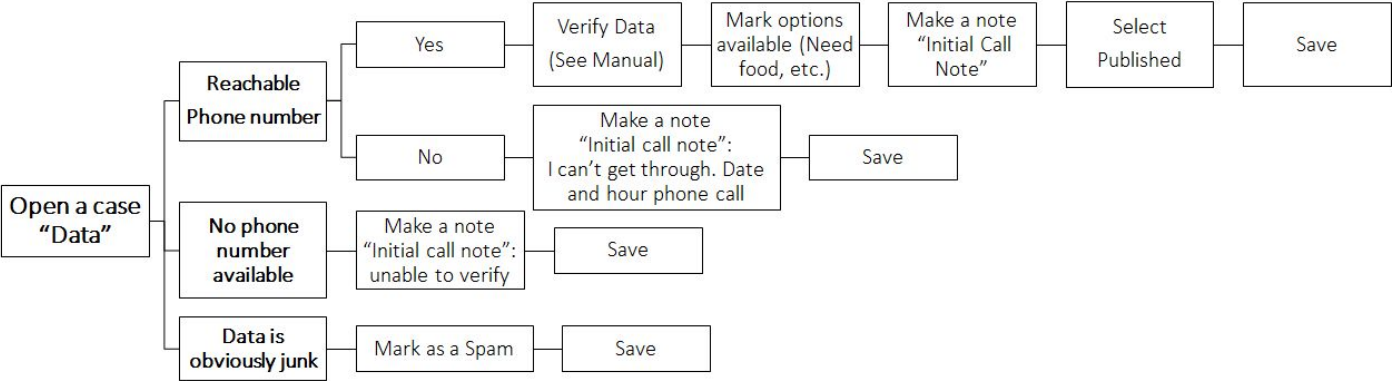 Open a case
“Data”
Reachable
Phone number
Yes
Verify Data
(See Manual)
Mark options
available (Need
food, etc.)
Make a note
“Initial Call
Note”
Select
Published
Save
No
Make a note
“Initial call note”:
I can’t get through. Date
and hour phone call
Save
No phone
number
available
Make a note
“Initial call note”:
unable to verify
Save
Data is
obviously junk
Mark as a Spam
Save